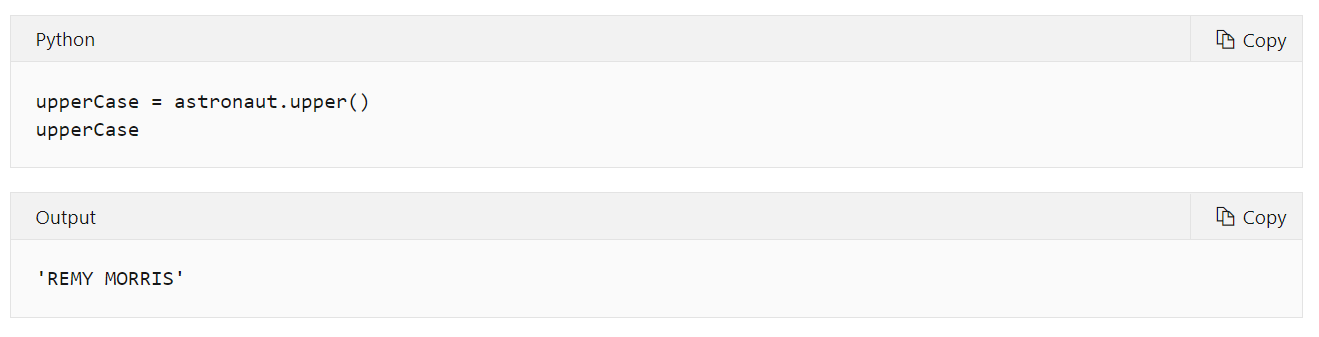 Python
Copy
upperCase = astronaut.upper()
upperCase
Output
Copy
'REMY MORRIS'